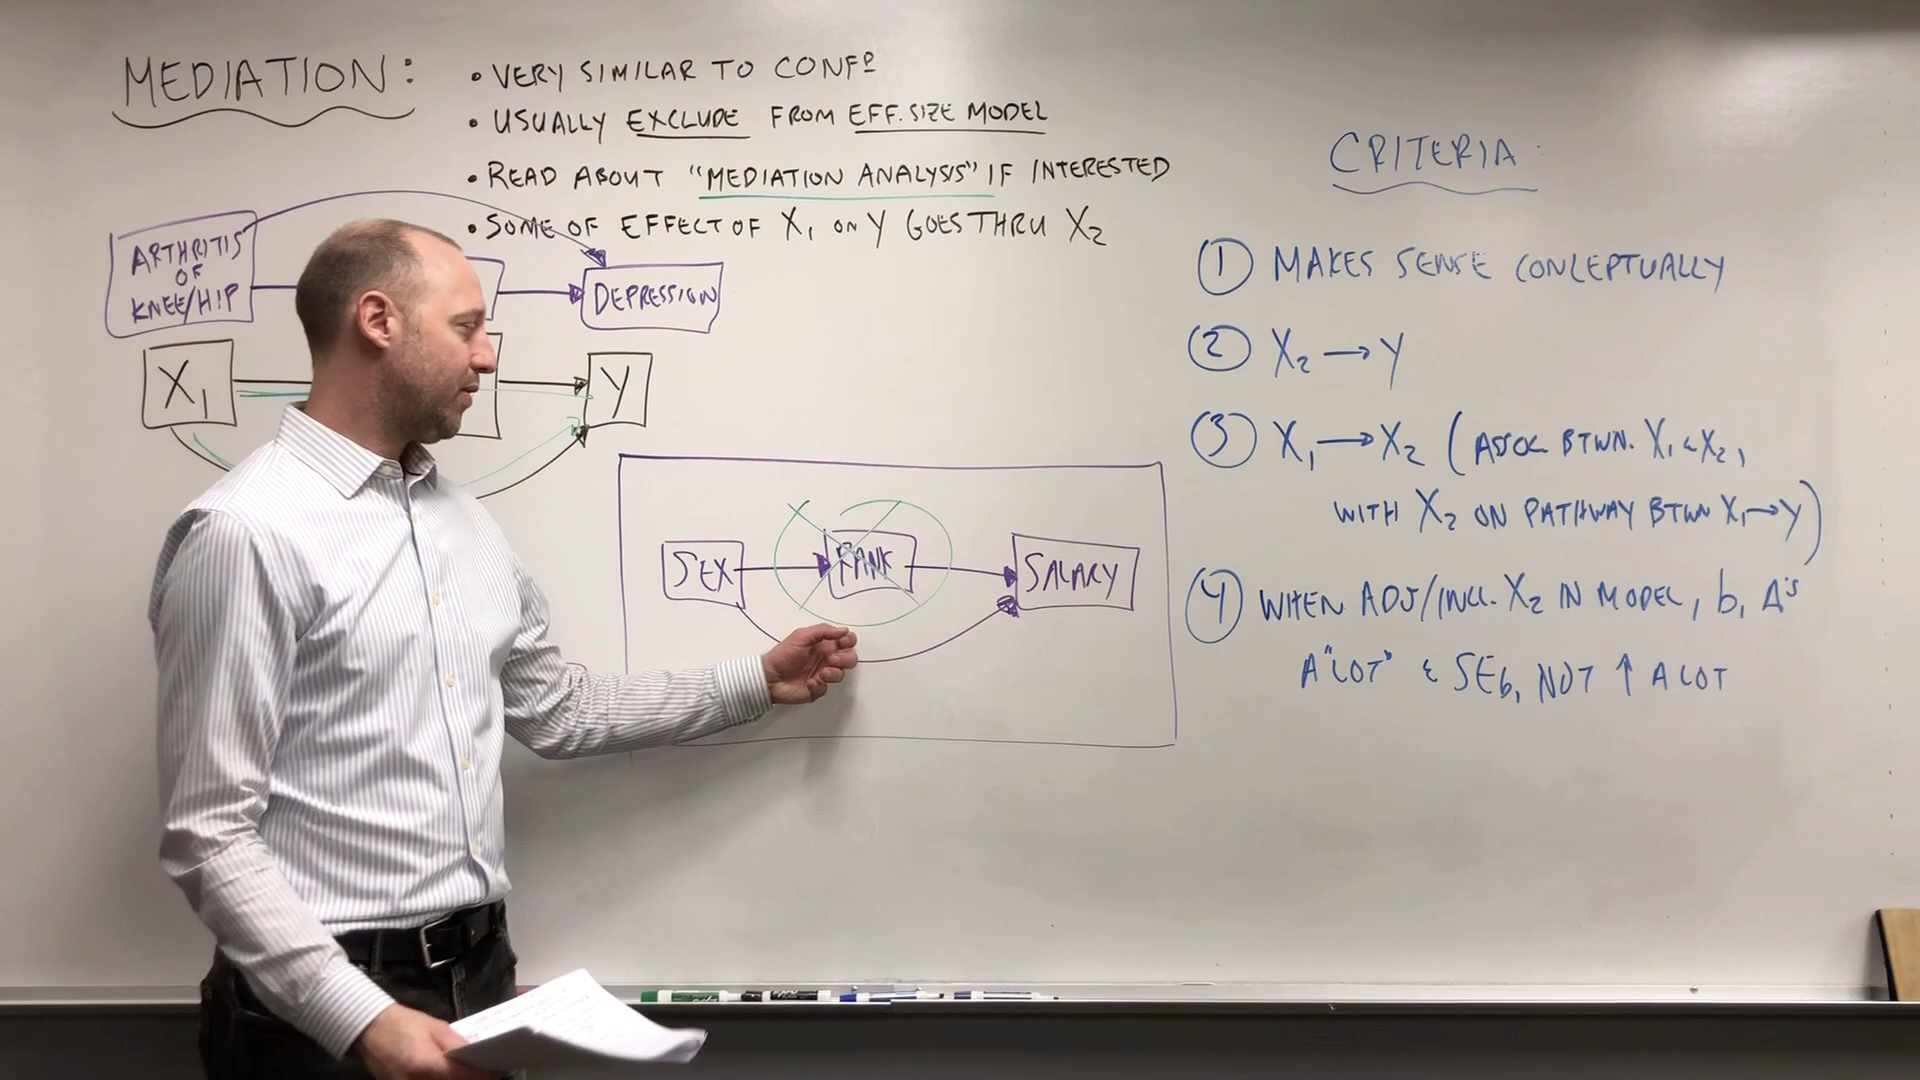 MEDIATION:
• VERY SIMILAR TO CONFD
• USUALLY EXCLUDE FROM EFF. SIZE MODEL
• READ ABOUT "MEDIATION ANALYSIS" IF INTERESTED
• SOME OF EFFECT OF X₁ ON Y GOES THRU X₂
ARTHRITIS
OF
KNEE/HIP
DEPRESSION
X₁
Y
SEX
RANK
SALARY
CRITERIA:
① MAKES SENSE CONCEPTUALLY
② X₂ → Y
③ X₁ → X₂ (ASSOC BTWN. X₁ & X₂,
WITH X₂ ON PATHWAY BTWN X₁→Y)
④ WHEN ADJ/INCL. X₂ IN MODEL, b₁ Δ'S
A "LOT" & SEb₁ NOT ↑ A LOT